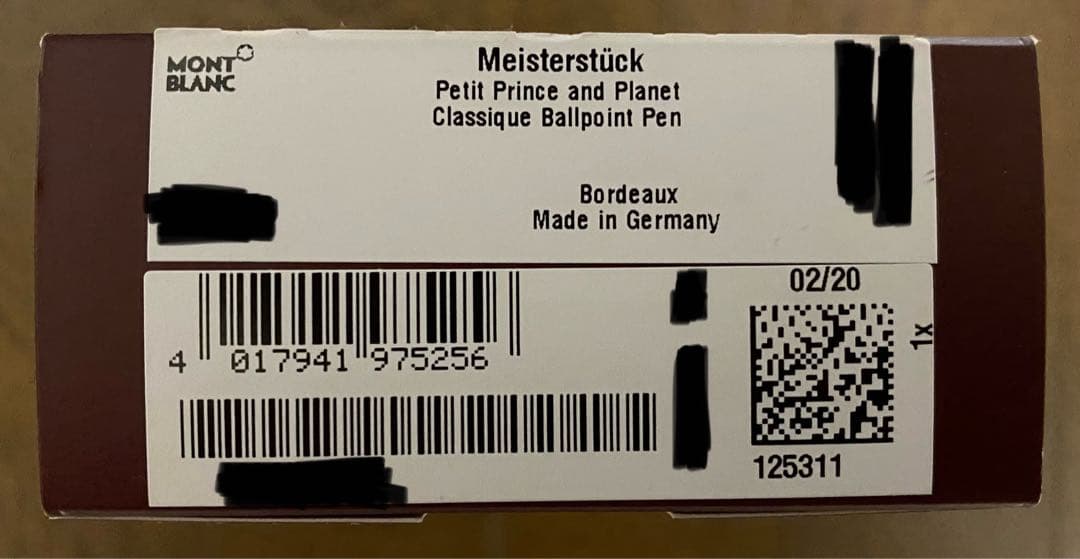 MONT
BLANC
Meisterstück
Petit Prince and Planet
Classique Ballpoint Pen
Bordeaux
Made in Germany
4 017941 975256
02/20
1x
125311